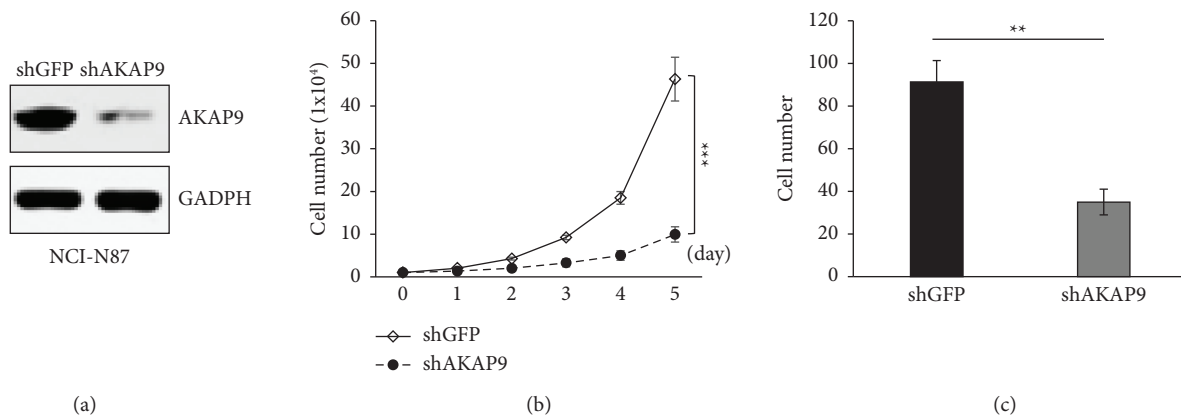 shGFP shAKAP9
AKAP9
GADPH
NCI-N87
(a)
Cell number (1x10⁴)
60
50
40
30
20
10
0
0 1 2 3 4 5
(day)
***
shGFP
shAKAP9
(b)
Cell number
120
100
80
60
40
20
0
**
shGFP shAKAP9
(c)